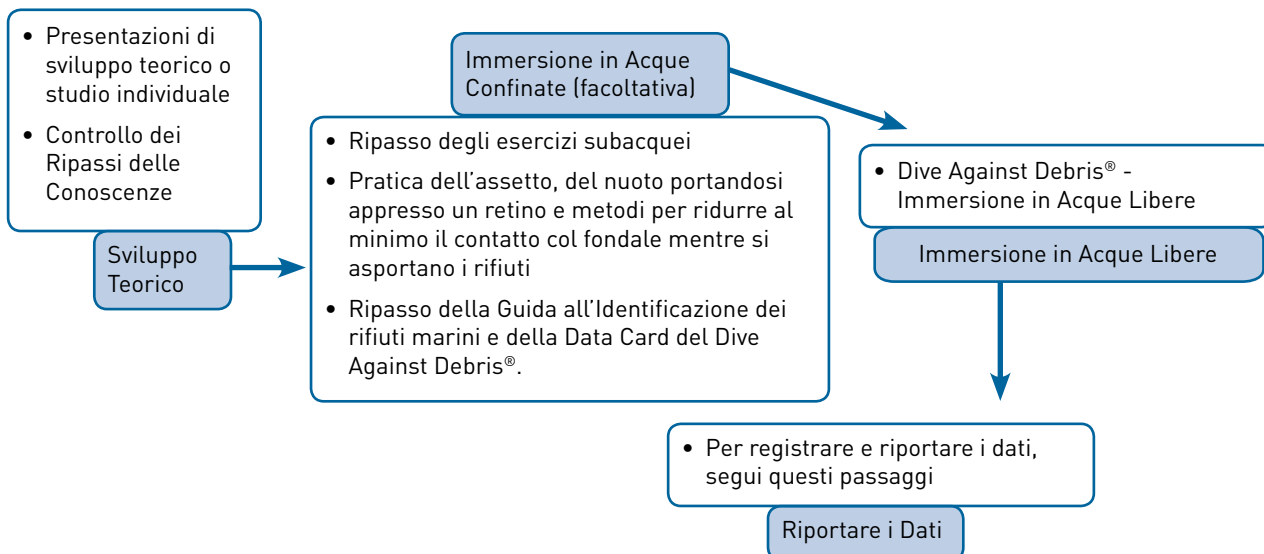 • Presentazioni di
sviluppo teorico o
studio individuale
• Controllo dei
Ripassi delle
Conoscenze
Sviluppo
Teorico
Immersione in Acque
Confinate (facoltativa)
• Ripasso degli esercizi subacquei
• Pratica dell'assetto, del nuoto portandosi
appresso un retino e metodi per ridurre al
minimo il contatto col fondale mentre si
asportano i rifiuti
• Ripasso della Guida all'Identificazione dei
rifiuti marini e della Data Card del Dive
Against Debris®.
• Dive Against Debris® -
Immersione in Acque Libere
Immersione in Acque Libere
• Per registrare e riportare i dati,
segui questi passaggi
Riportare i Dati